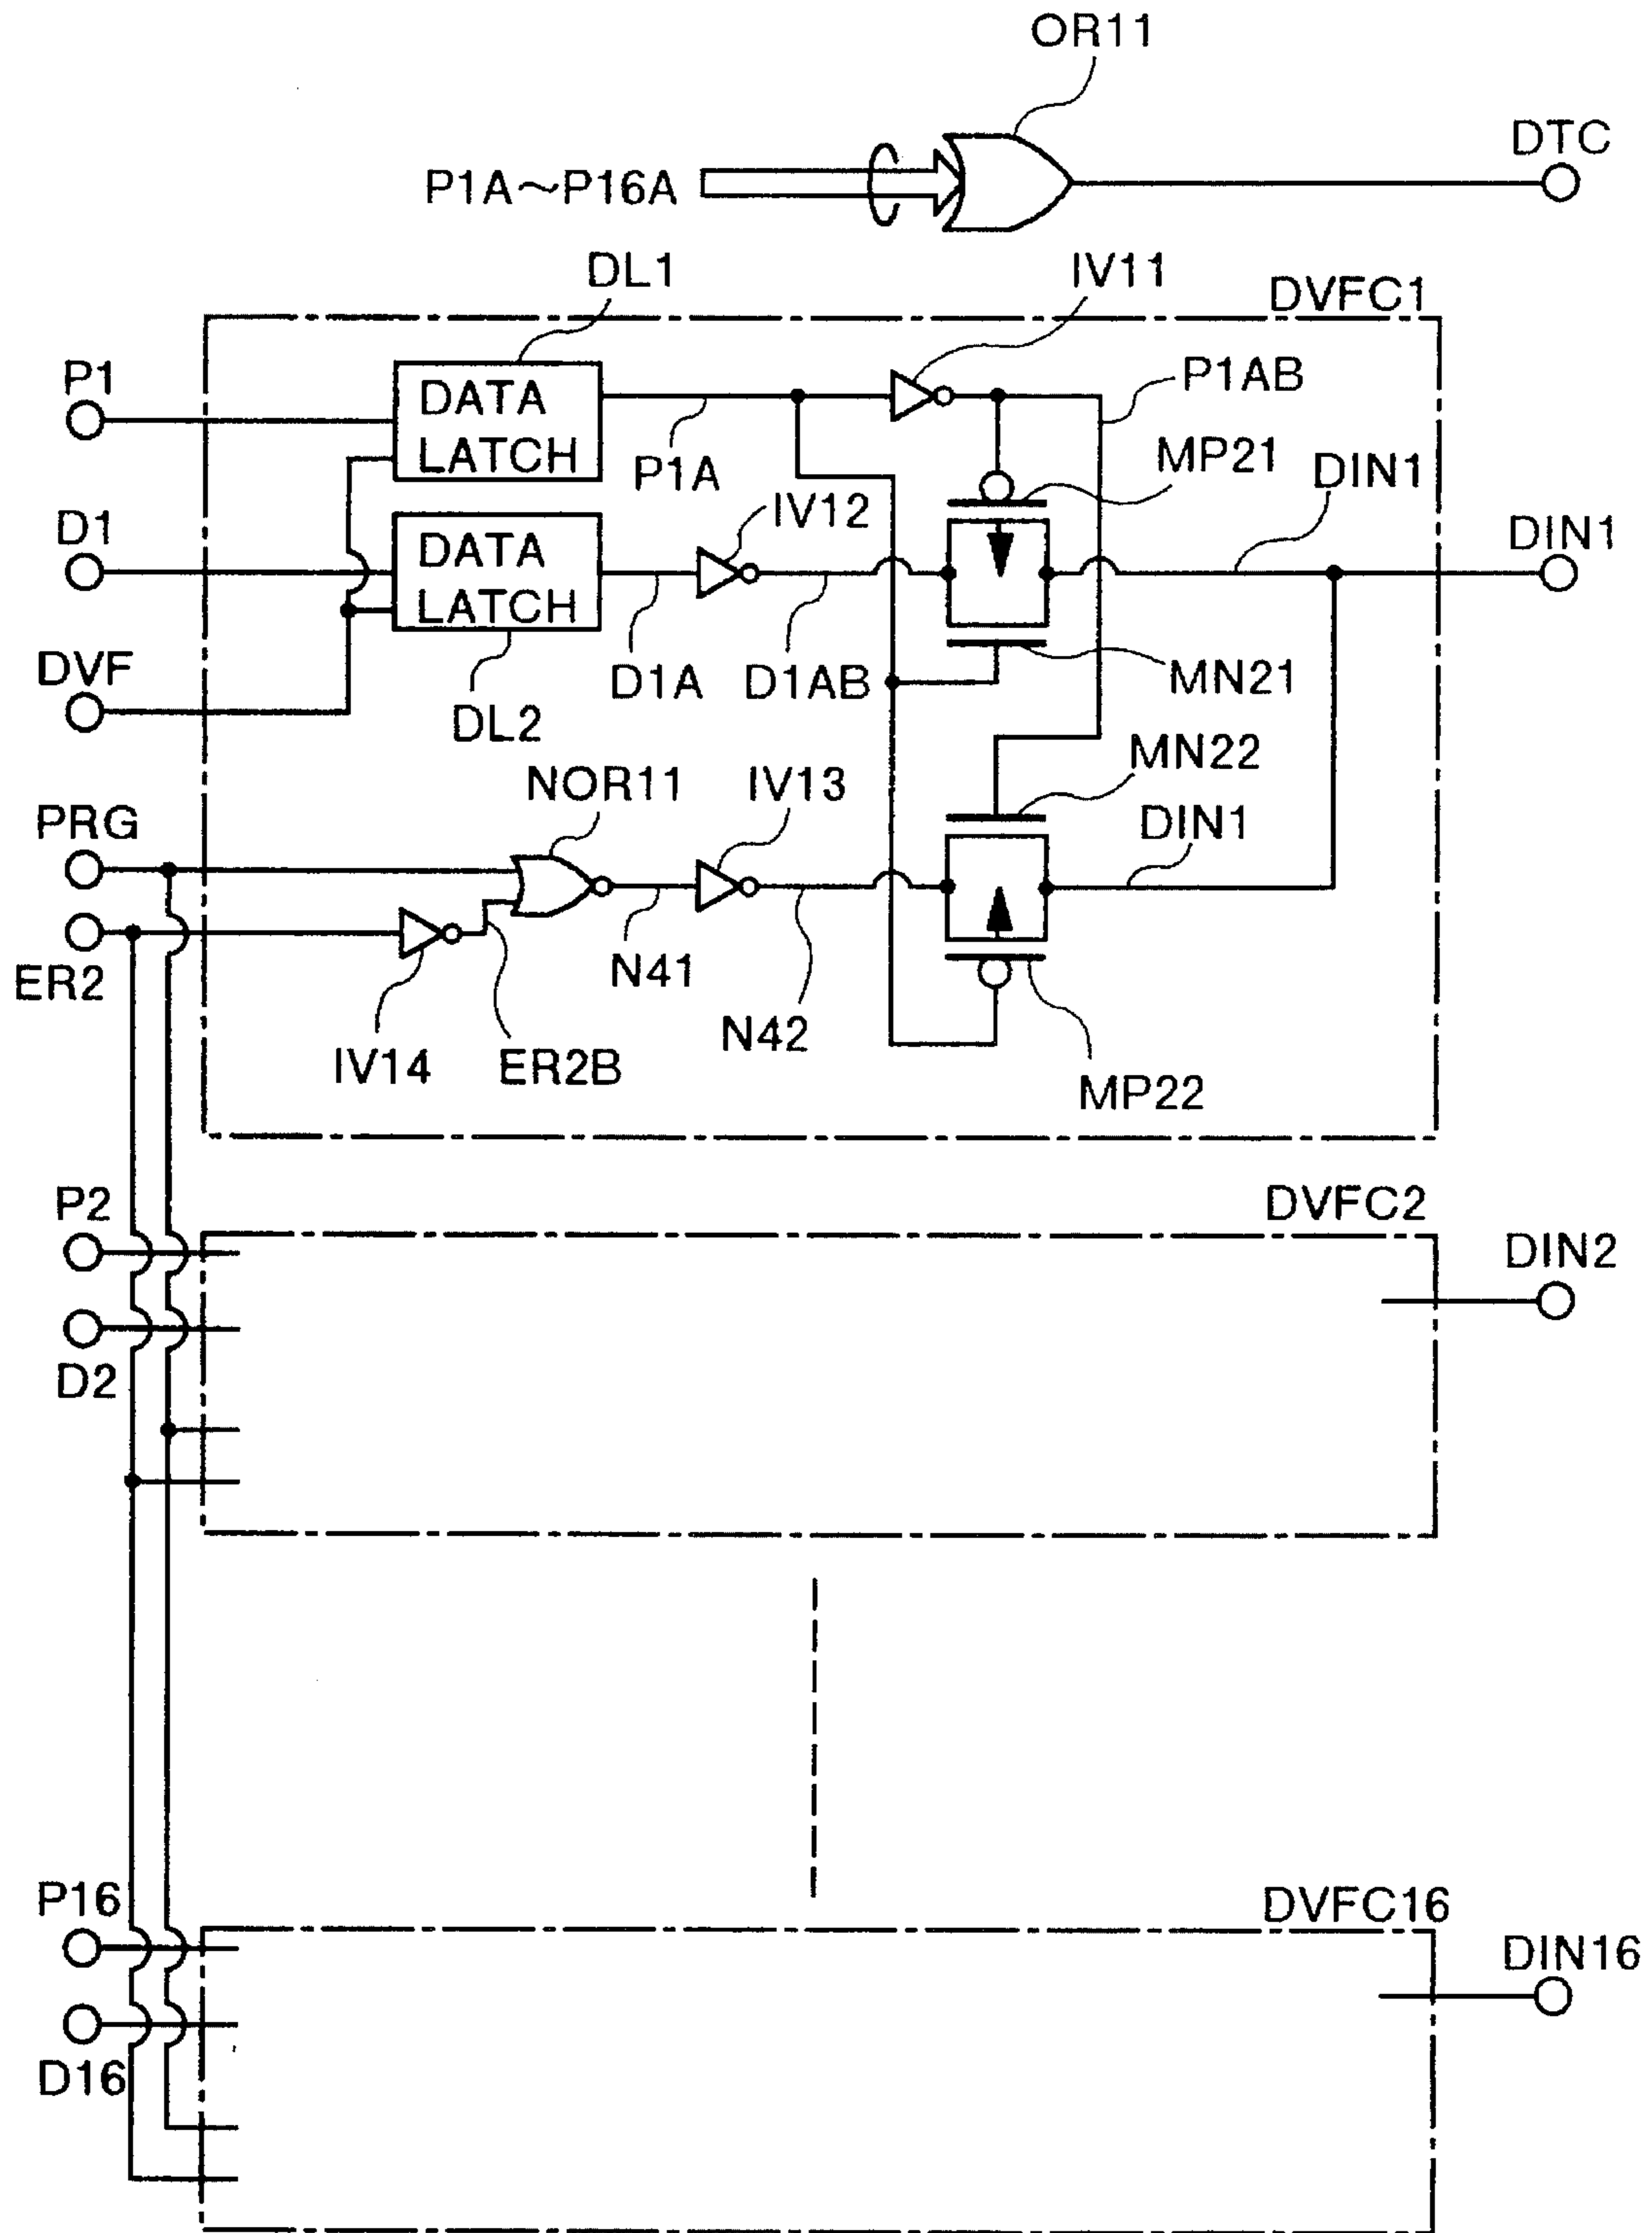 OR11
DTC
P1A～P16A
DL1
IV11
DVFC1
P1
DATA
LATCH
P1A
P1AB
MP21
DIN1
D1
DATA
LATCH
IV12
DIN1
DVF
D1A
D1AB
MN21
DL2
MN22
PRG
NOR11
IV13
DIN1
ER2
N41
IV14
ER2B
N42
MP22
P2
DVFC2
DIN2
D2
P16
DVFC16
DIN16
D16